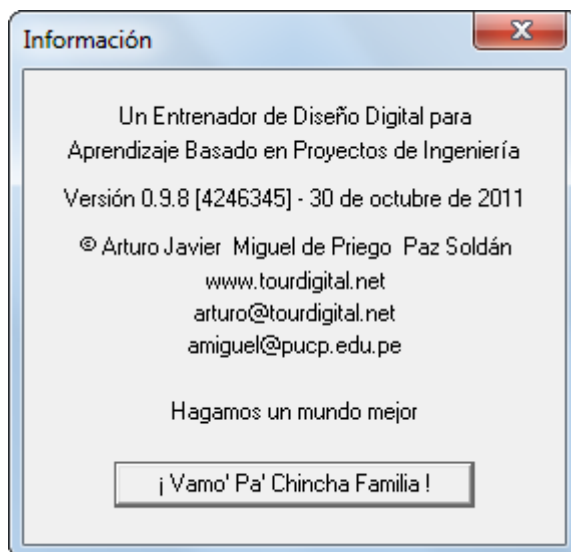 Información
Un Entrenador de Diseño Digital para
Aprendizaje Basado en Proyectos de Ingeniería
Versión 0.9.8 [4246345] - 30 de octubre de 2011
© Arturo Javier Miguel de Priego Paz Soldán
www.tourdigital.net
arturo@tourdigital.net
amiguel@pucp.edu.pe
Hagamos un mundo mejor
¡ Vamo' Pa' Chincha Familia !